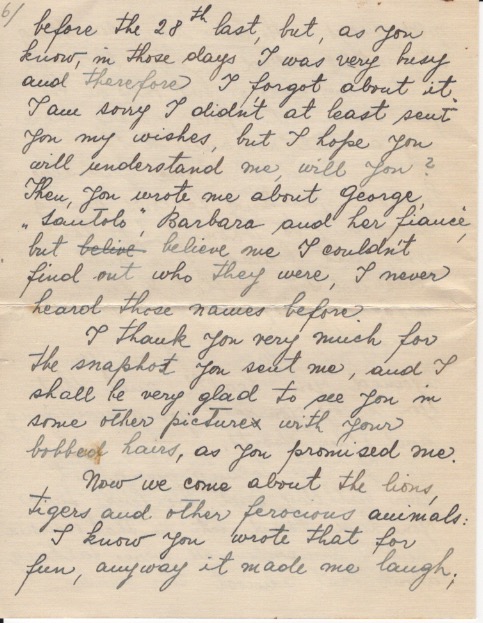 6/
before the 28th last, but, as you
know, in those days I was very busy
and therefore I forgot about it.
I am sorry I didn't at least sent
you my wishes, but I hope you
will understand me, will you?
Then, you wrote me about George,
"Santolo", Barbara and her fiancé,
but belive believe me I couldn't
find out who they were, I never
heard those names before
I thank you very much for
the snapshot you sent me, and I
shall be very glad to see you in
some other picture with your
bobbed hairs, as you promised me.
Now we come about the lions,
tigers and other ferocious animals:
I know you wrote that for
fun, anyway it made me laugh;